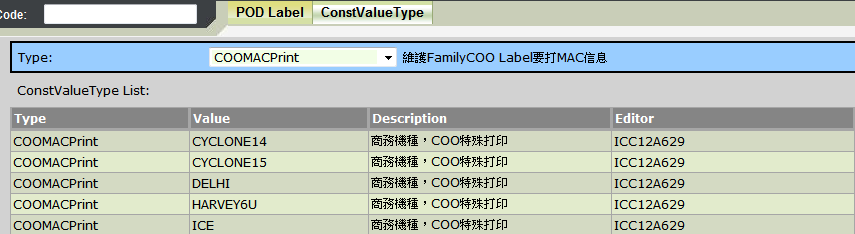 Code: POD Label ConstValueType
Type: COOMACPrint 維護FamilyCOO Label要打MAC信息
ConstValueType List:
Type Value Description Editor
COOMACPrint CYCLONE14 商務機種，COO特殊打印 ICC12A629
COOMACPrint CYCLONE15 商務機種，COO特殊打印 ICC12A629
COOMACPrint DELHI 商務機種，COO特殊打印 ICC12A629
COOMACPrint HARVEY6U 商務機種，COO特殊打印 ICC12A629
COOMACPrint ICE 商務機種，COO特殊打印 ICC12A629